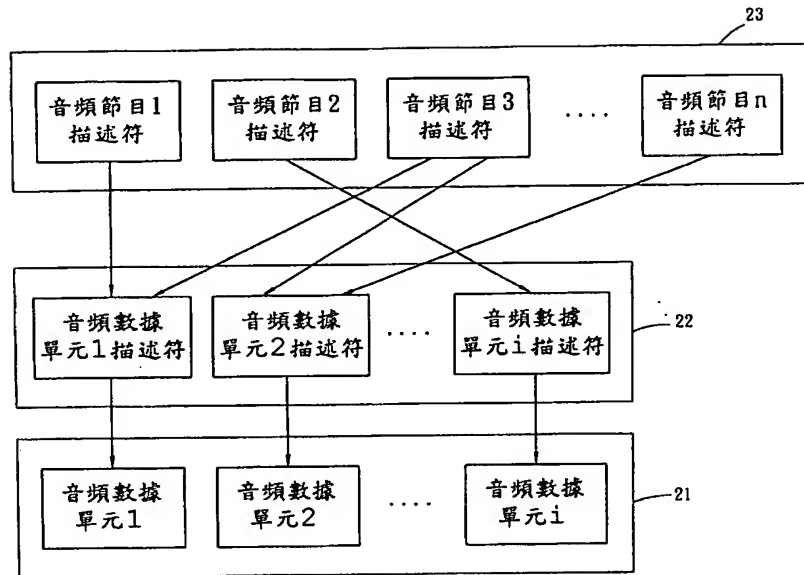 23
音頻節目1
描述符
音頻節目2
描述符
音頻節目3
描述符
....
音頻節目n
描述符
音頻數據
單元1描述符
音頻數據
單元2描述符
....
音頻數據
單元i描述符
22
音頻數據
單元1
音頻數據
單元2
....
音頻數據
單元i
21